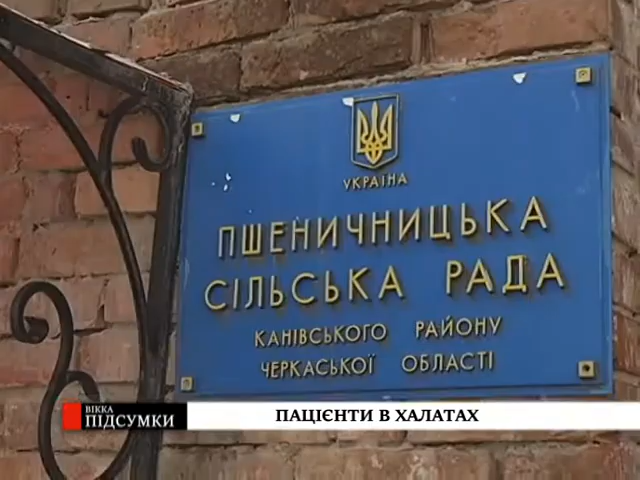 УКРАЇНА
ПШЕНИЧНИЦЬКА
СІЛЬСЬКА РАДА
КАНІВСЬКОГО РАЙОНУ
ЧЕРКАСЬКОЇ ОБЛАСТІ
ВІККА
ПІДСУМКИ
ПАЦІЄНТИ В ХАЛАТАХ